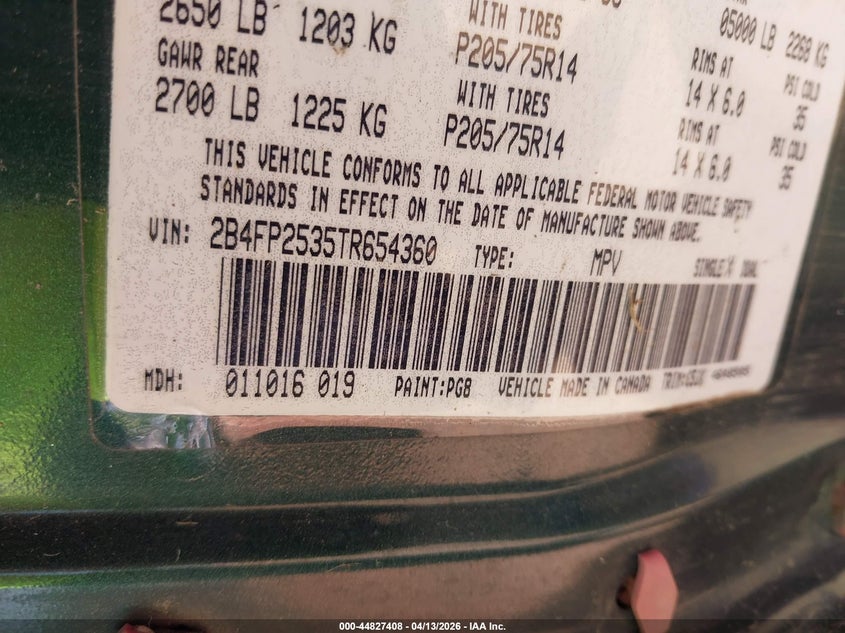 05000 LB 2268 KG
2650 LB 1203 KG WITH TIRES RIMS AT PSI COLD
GAWR REAR P205/75R14 14 X 6.0 35
2700 LB 1225 KG WITH TIRES RIMS AT PSI COLD
P205/75R14 14 X 6.0 35
THIS VEHICLE CONFORMS TO ALL APPLICABLE FEDERAL MOTOR VEHICLE SAFETY
STANDARDS IN EFFECT ON THE DATE OF MANUFACTURE SHOWN ABOVE.
VIN: 2B4FP2535TR654360 TYPE: MPV SINGLE X DUAL
MDH: 011016 019 PAINT:PG8 VEHICLE MADE IN CANADA TRIM:
000-44827408 | 04/13/2026 | IAA Inc.